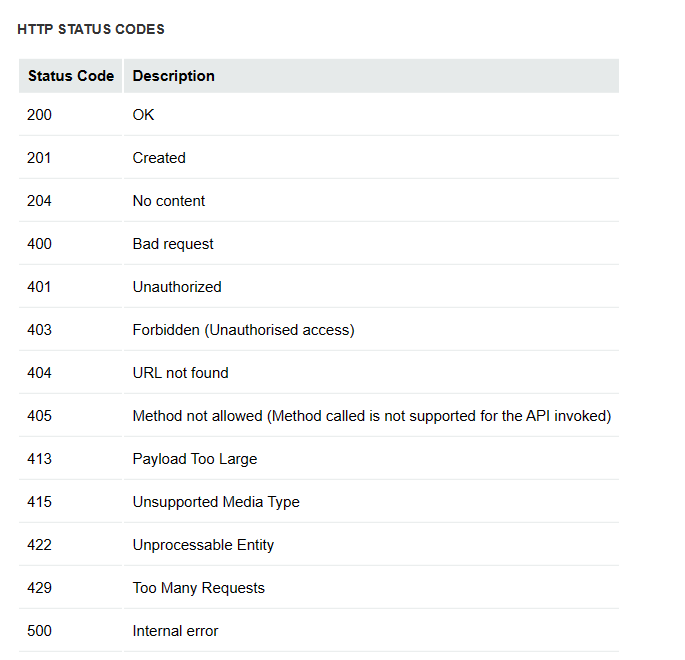 HTTP STATUS CODES
Status Code Description
200 OK
201 Created
204 No content
400 Bad request
401 Unauthorized
403 Forbidden (Unauthorised access)
404 URL not found
405 Method not allowed (Method called is not supported for the API invoked)
413 Payload Too Large
415 Unsupported Media Type
422 Unprocessable Entity
429 Too Many Requests
500 Internal error